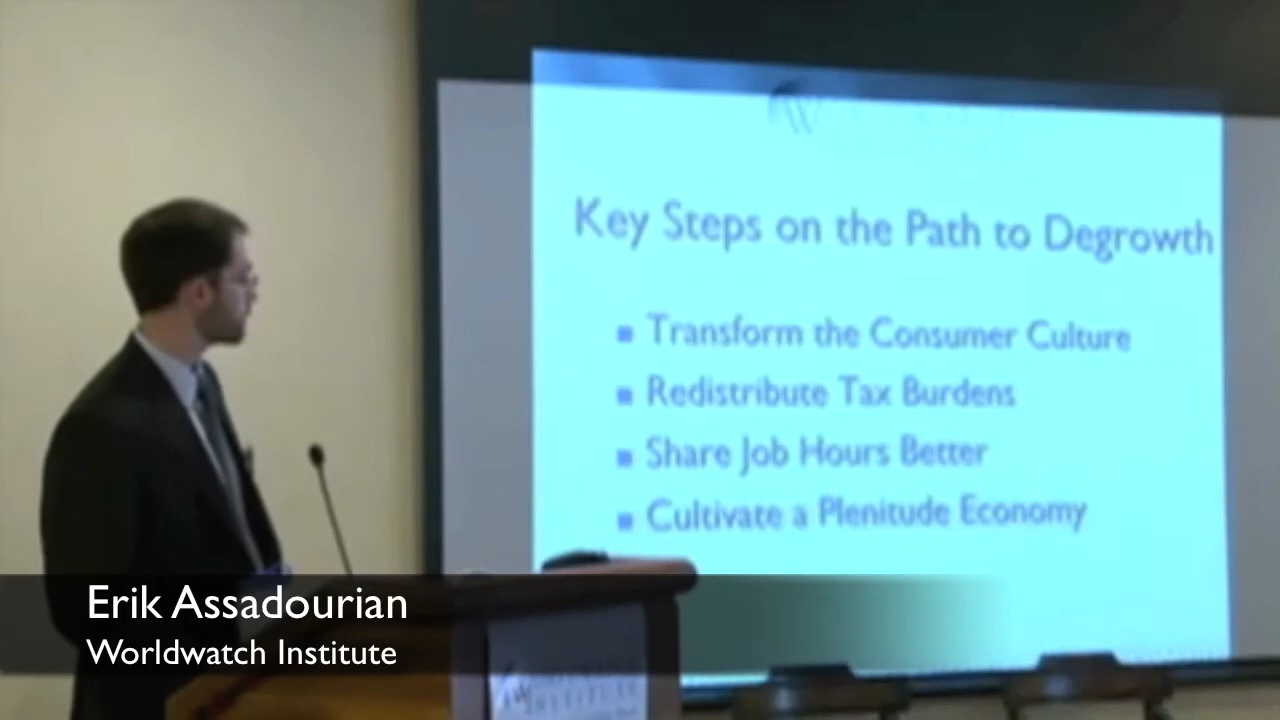 Key Steps on the Path to Degrowth
Transform the Consumer Culture
Redistribute Tax Burdens
Share Job Hours Better
Cultivate a Plenitude Economy
Erik Assadourian
Worldwatch Institute
INSTITUTE